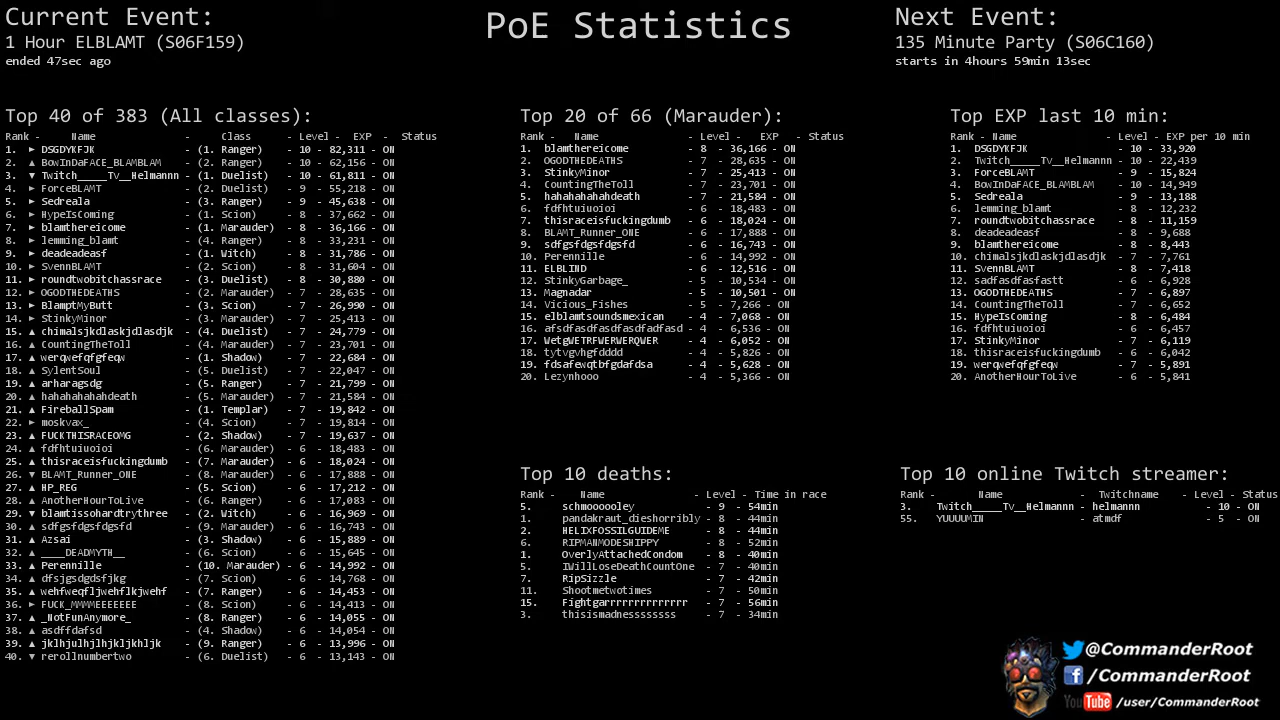 Current Event:
1 Hour ELBLAMT (S06F159)
ended 47sec ago
PoE Statistics
Next Event:
135 Minute Party (S06C160)
starts in 4hours 59min 13sec
Top 40 of 383 (All classes):
Rank - Name - Class - Level - EXP - Status
1. ► DSGDYKFJK - (1. Ranger) - 10 - 82,311 - ON
2. ▲ BowInDaFACE_BLAMBLAM - (2. Ranger) - 10 - 62,156 - ON
3. ▼ Twitch_____Tv__Helmannn - (1. Duelist) - 10 - 61,811 - ON
4. ► ForceBLAMT - (2. Duelist) - 9 - 55,218 - ON
5. ► Sedreala - (3. Ranger) - 9 - 45,638 - ON
6. ► HypeIsComing - (1. Scion) - 8 - 37,662 - ON
7. ► blamthereicome - (1. Marauder) - 8 - 36,166 - ON
8. ► lemming_blamt - (4. Ranger) - 8 - 33,231 - ON
9. ► deadeadeasf - (1. Witch) - 8 - 31,786 - ON
10. ► SvennBLAMT - (2. Scion) - 8 - 31,604 - ON
11. ► roundtwobitchassrace - (3. Duelist) - 8 - 30,880 - ON
12. ► OGODTHEDEATHS - (2. Marauder) - 7 - 28,635 - ON
13. ► BlamptMyButt - (3. Scion) - 7 - 26,990 - ON
14. ► StinkyMinor - (3. Marauder) - 7 - 25,413 - ON
15. ▲ chimalsjkdlaskjdlasdjk - (4. Duelist) - 7 - 24,779 - ON
16. ▲ CountingTheToll - (4. Marauder) - 7 - 23,701 - ON
17. ▲ werqwefqfgfeqw - (1. Shadow) - 7 - 22,684 - ON
18. ▲ SylentSoul - (5. Duelist) - 7 - 22,047 - ON
19. ▲ arharagsdg - (5. Ranger) - 7 - 21,799 - ON
20. ▲ hahahahahahdeath - (5. Marauder) - 7 - 21,584 - ON
21. ▲ FireballSpam - (1. Templar) - 7 - 19,842 - ON
22. ► moskvax_ - (4. Scion) - 7 - 19,814 - ON
23. ▲ FUCKTHISRACEOMG - (2. Shadow) - 7 - 19,637 - ON
24. ▲ fdfhtuiuoioi - (6. Marauder) - 6 - 18,483 - ON
25. ▲ thisraceisfuckingdumb - (7. Marauder) - 6 - 18,024 - ON
26. ▼ BLAMT_Runner_ONE - (8. Marauder) - 6 - 17,888 - ON
27. ▲ HP_REG - (5. Scion) - 6 - 17,212 - ON
28. ▲ AnotherHourToLive - (6. Ranger) - 6 - 17,083 - ON
29. ▼ blamtissohardtrythree - (2. Witch) - 6 - 16,969 - ON
30. ▲ sdfgsfdgsfdgsfd - (9. Marauder) - 6 - 16,743 - ON
31. ▲ Azsai - (3. Shadow) - 6 - 15,889 - ON
32. ▲ ____DEADMYTH__ - (6. Scion) - 6 - 15,645 - ON
33. ▲ Perennille - (10. Marauder) - 6 - 14,992 - ON
34. ▲ dfsjgsdgdsfjkg - (7. Scion) - 6 - 14,768 - ON
35. ▲ wehfweqfljwehflkjwehf - (7. Ranger) - 6 - 14,453 - ON
36. ► FUCK_MMMMEEEEEEE - (8. Scion) - 6 - 14,413 - ON
37. ▲ _NotFunAnymore_ - (8. Ranger) - 6 - 14,055 - ON
38. ▲ asdffdafsd - (4. Shadow) - 6 - 14,054 - ON
39. ▲ jklhjulhjlhjkljkhljk - (9. Ranger) - 6 - 13,996 - ON
40. ▼ rerollnumbertwo - (6. Duelist) - 6 - 13,143 - ON
Top 20 of 66 (Marauder):
Rank - Name - Level - EXP - Status
1. blamthereicome - 8 - 36,166 - ON
2. OGODTHEDEATHS - 7 - 28,635 - ON
3. StinkyMinor - 7 - 25,413 - ON
4. CountingTheToll - 7 - 23,701 - ON
5. hahahahahahdeath - 7 - 21,584 - ON
6. fdfhtuiuoioi - 6 - 18,483 - ON
7. thisraceisfuckingdumb - 6 - 18,024 - ON
8. BLAMT_Runner_ONE - 6 - 17,888 - ON
9. sdfgsfdgsfdgsfd - 6 - 16,743 - ON
10. Perennille - 6 - 14,992 - ON
11. ELBLIND - 6 - 12,516 - ON
12. StinkyGarbage_ - 5 - 10,534 - ON
13. Magnadar - 5 - 10,501 - ON
14. Vicious_Fishes - 5 - 7,266 - ON
15. elblamtsoundsmexican - 4 - 7,068 - ON
16. afsdfasdfasdfasdfadfasd - 4 - 6,536 - ON
17. WetgWETRFWERWERQWER - 4 - 6,052 - ON
18. tytvgvhgfdddd - 4 - 5,826 - ON
19. fdsafewqtbfgdafdsa - 4 - 5,628 - ON
20. Lezynhooo - 4 - 5,366 - ON
Top EXP last 10 min:
Rank - Name - Level - EXP per 10 min
1. DSGDYKFJK - 10 - 33,920
2. Twitch_____Tv__Helmannn - 10 - 22,439
3. ForceBLAMT - 9 - 15,824
4. BowInDaFACE_BLAMBLAM - 10 - 14,949
5. Sedreala - 9 - 13,188
6. lemming_blamt - 8 - 12,232
7. roundtwobitchassrace - 8 - 11,159
8. deadeadeasf - 8 - 9,688
9. blamthereicome - 8 - 8,443
10. chimalsjkdlaskjdlasdjk - 7 - 7,761
11. SvennBLAMT - 8 - 7,418
12. sadfasdfasfastt - 6 - 6,928
13. OGODTHEDEATHS - 7 - 6,897
14. CountingTheToll - 7 - 6,652
15. HypeIsComing - 8 - 6,484
16. fdfhtuiuoioi - 6 - 6,457
17. StinkyMinor - 7 - 6,119
18. thisraceisfuckingdumb - 6 - 6,042
19. werqwefqfgfeqw - 7 - 5,891
20. AnotherHourToLive - 6 - 5,841
Top 10 deaths:
Rank - Name - Level - Time in race
5. schmoooooley - 9 - 54min
1. pandakraut_dieshorribly - 8 - 44min
2. HELIXFOSSILGUIDEME - 8 - 44min
6. RIPMANMODESHIPPY - 8 - 52min
1. OverlyAttachedCondom - 8 - 40min
5. IWillLoseDeathCountOne - 7 - 40min
7. RipSizzle - 7 - 42min
11. Shootmetwotimes - 7 - 50min
15. Fightgarrrrrrrrrrrrrr - 7 - 56min
3. thisismadnessssssss - 7 - 34min
Top 10 online Twitch streamer:
Rank - Name - Twitchname - Level - Status
3. Twitch_____Tv__Helmannn - helmannn - 10 - ON
55. YUUUUMIN - atmdf - 5 - ON
@CommanderRoot
/CommanderRoot
YouTube /user/CommanderRoot